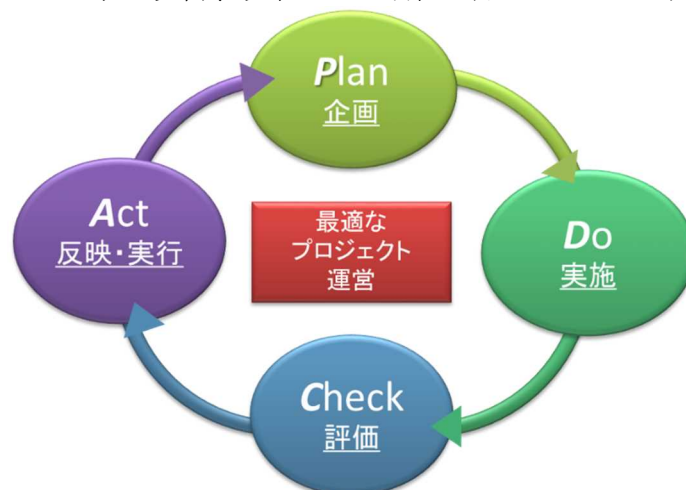 Plan
企画
Do
実施
Check
評価
Act
反映・実行
最適な
プロジェクト
運営